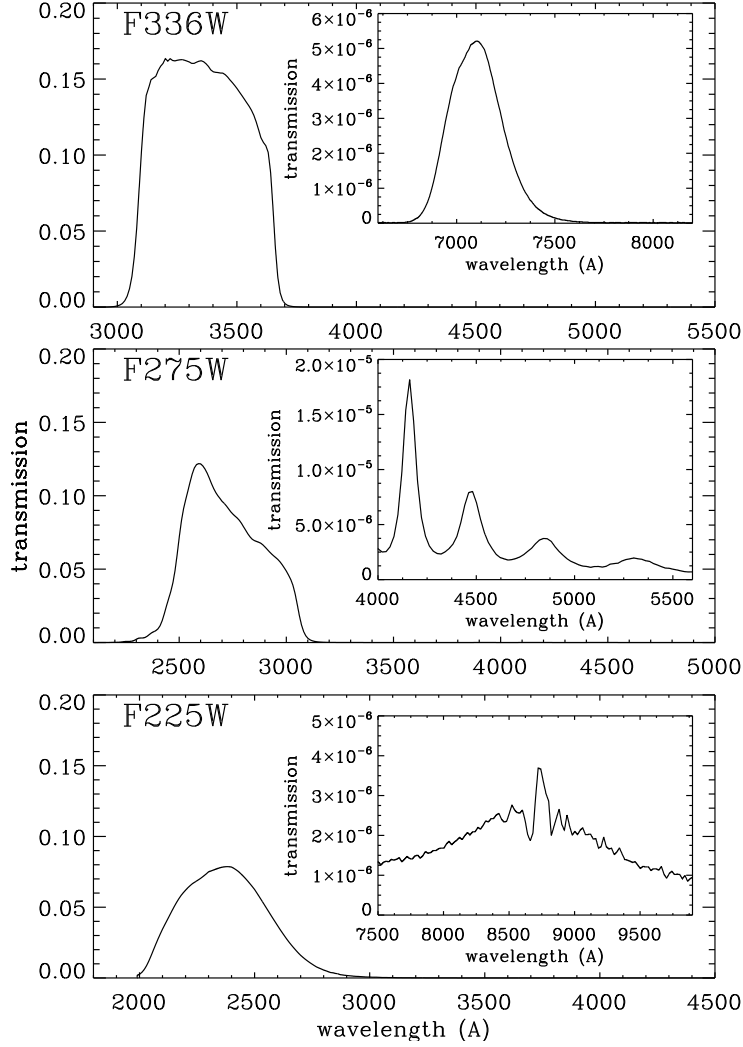 F336W
0.20
0.15
0.10
0.05
0.00
3000 3500 4000 4500 5000 5500
transmission
6×10⁻⁶
5×10⁻⁶
4×10⁻⁶
3×10⁻⁶
2×10⁻⁶
1×10⁻⁶
0
7000 7500 8000
wavelength (A)
F275W
0.20
0.15
0.10
0.05
0.00
2500 3000 3500 4000 4500 5000
transmission
transmission
2.0×10⁻⁵
1.5×10⁻⁵
1.0×10⁻⁵
5.0×10⁻⁶
0
4000 4500 5000 5500
wavelength (A)
F225W
0.20
0.15
0.10
0.05
0.00
2000 2500 3000 3500 4000 4500
transmission
5×10⁻⁶
4×10⁻⁶
3×10⁻⁶
2×10⁻⁶
1×10⁻⁶
0
7500 8000 8500 9000 9500
wavelength (A)
wavelength (A)